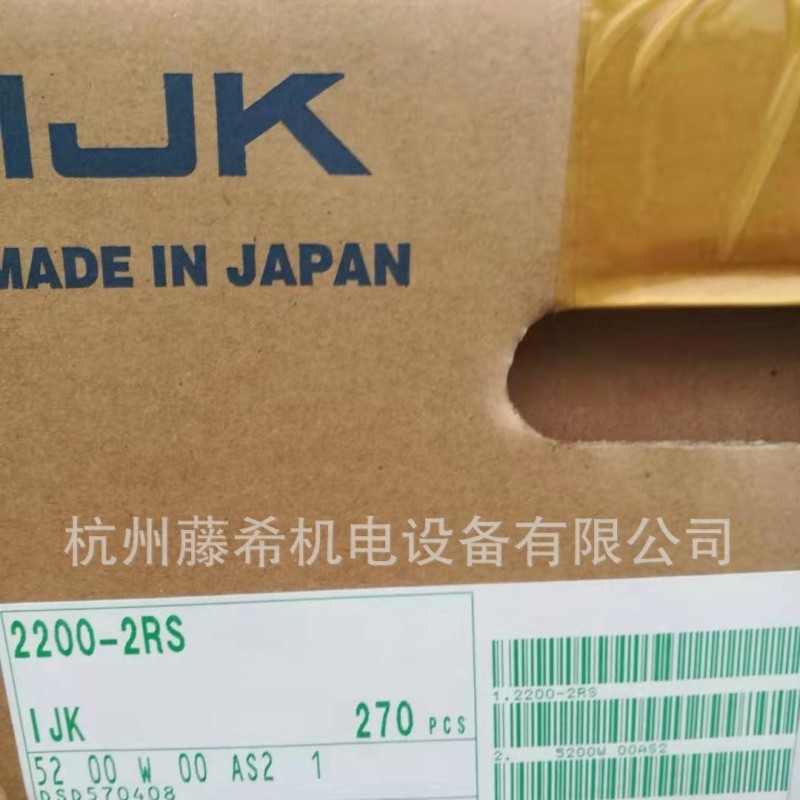 IJK
MADE IN JAPAN
杭州藤希机电设备有限公司
2200-2RS
IJK 270 PCS
52 00 W 00 AS2 1
DSD570408
1.2200-2RS
2. 5200W 00AS2